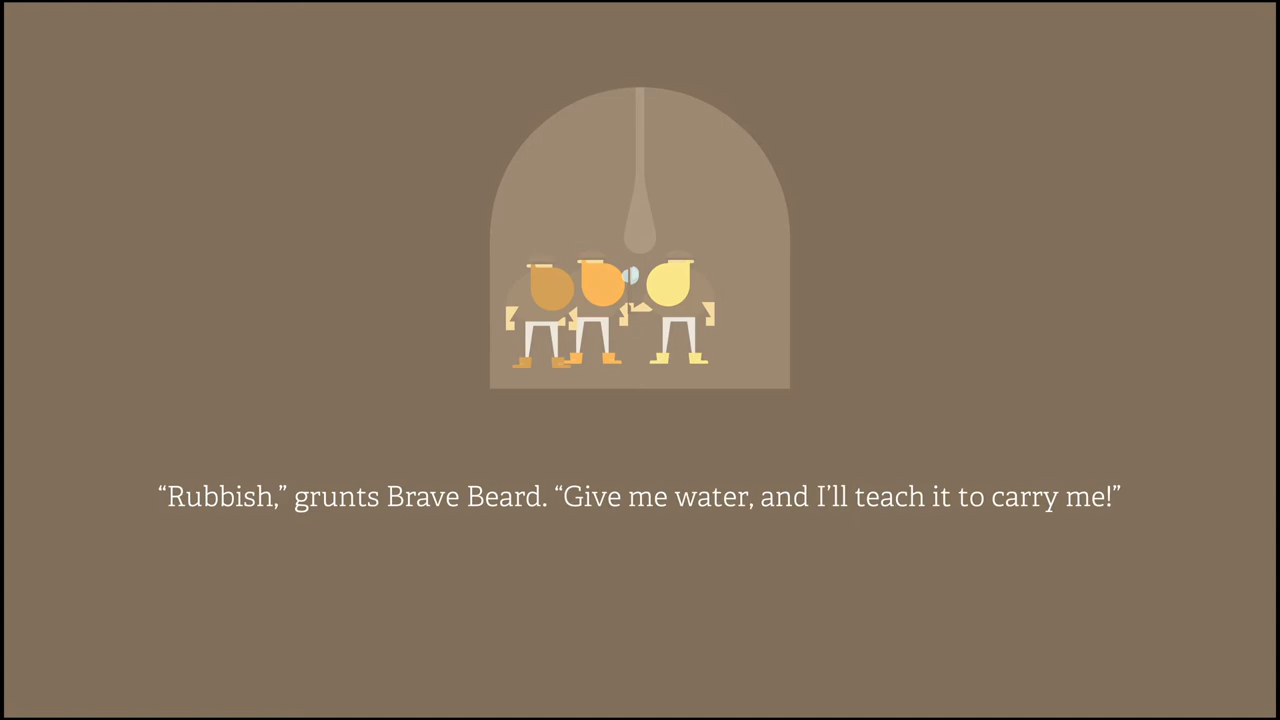 “Rubbish,” grunts Brave Beard. “Give me water, and I’ll teach it to carry me!”